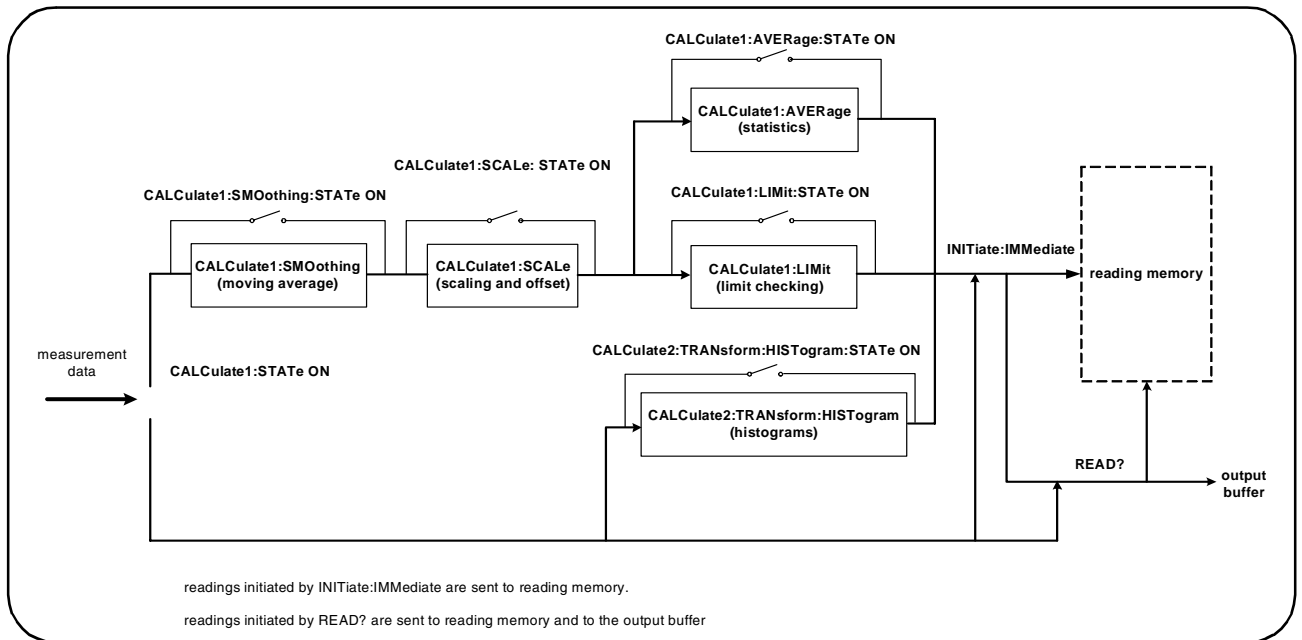 CALCulate1:AVERage:STATe ON
CALCulate1:AVERage
(statistics)
CALCulate1:SCALe: STATe ON
CALCulate1:SMOothing:STATe ON
CALCulate1:LIMit:STATe ON
CALCulate1:SMOothing
(moving average)
CALCulate1:SCALe
(scaling and offset)
CALCulate1:LIMit
(limit checking)
INITiate:IMMediate
reading memory
measurement
data
CALCulate1:STATe ON
CALCulate2:TRANsform:HISTogram:STATe ON
CALCulate2:TRANsform:HISTogram
(histograms)
READ?
output
buffer
readings initiated by INITiate:IMMediate are sent to reading memory.
readings initiated by READ? are sent to reading memory and to the output buffer